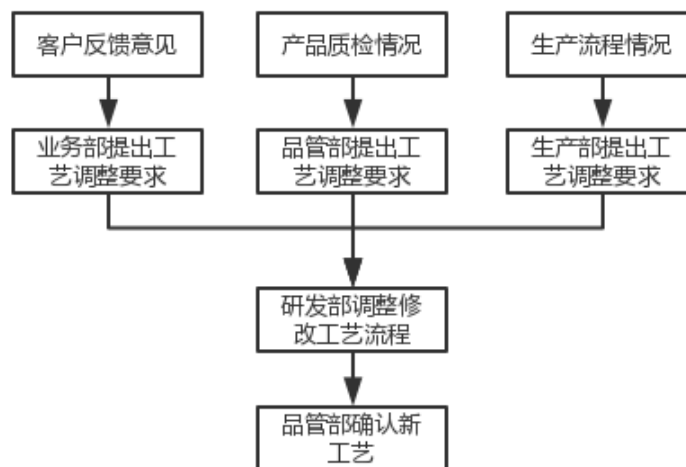 客户反馈意见
产品质检情况
生产流程情况
业务部提出工
艺调整要求
品管部提出工
艺调整要求
生产部提出工
艺调整要求
研发部调整修
改工艺流程
品管部确认新
工艺